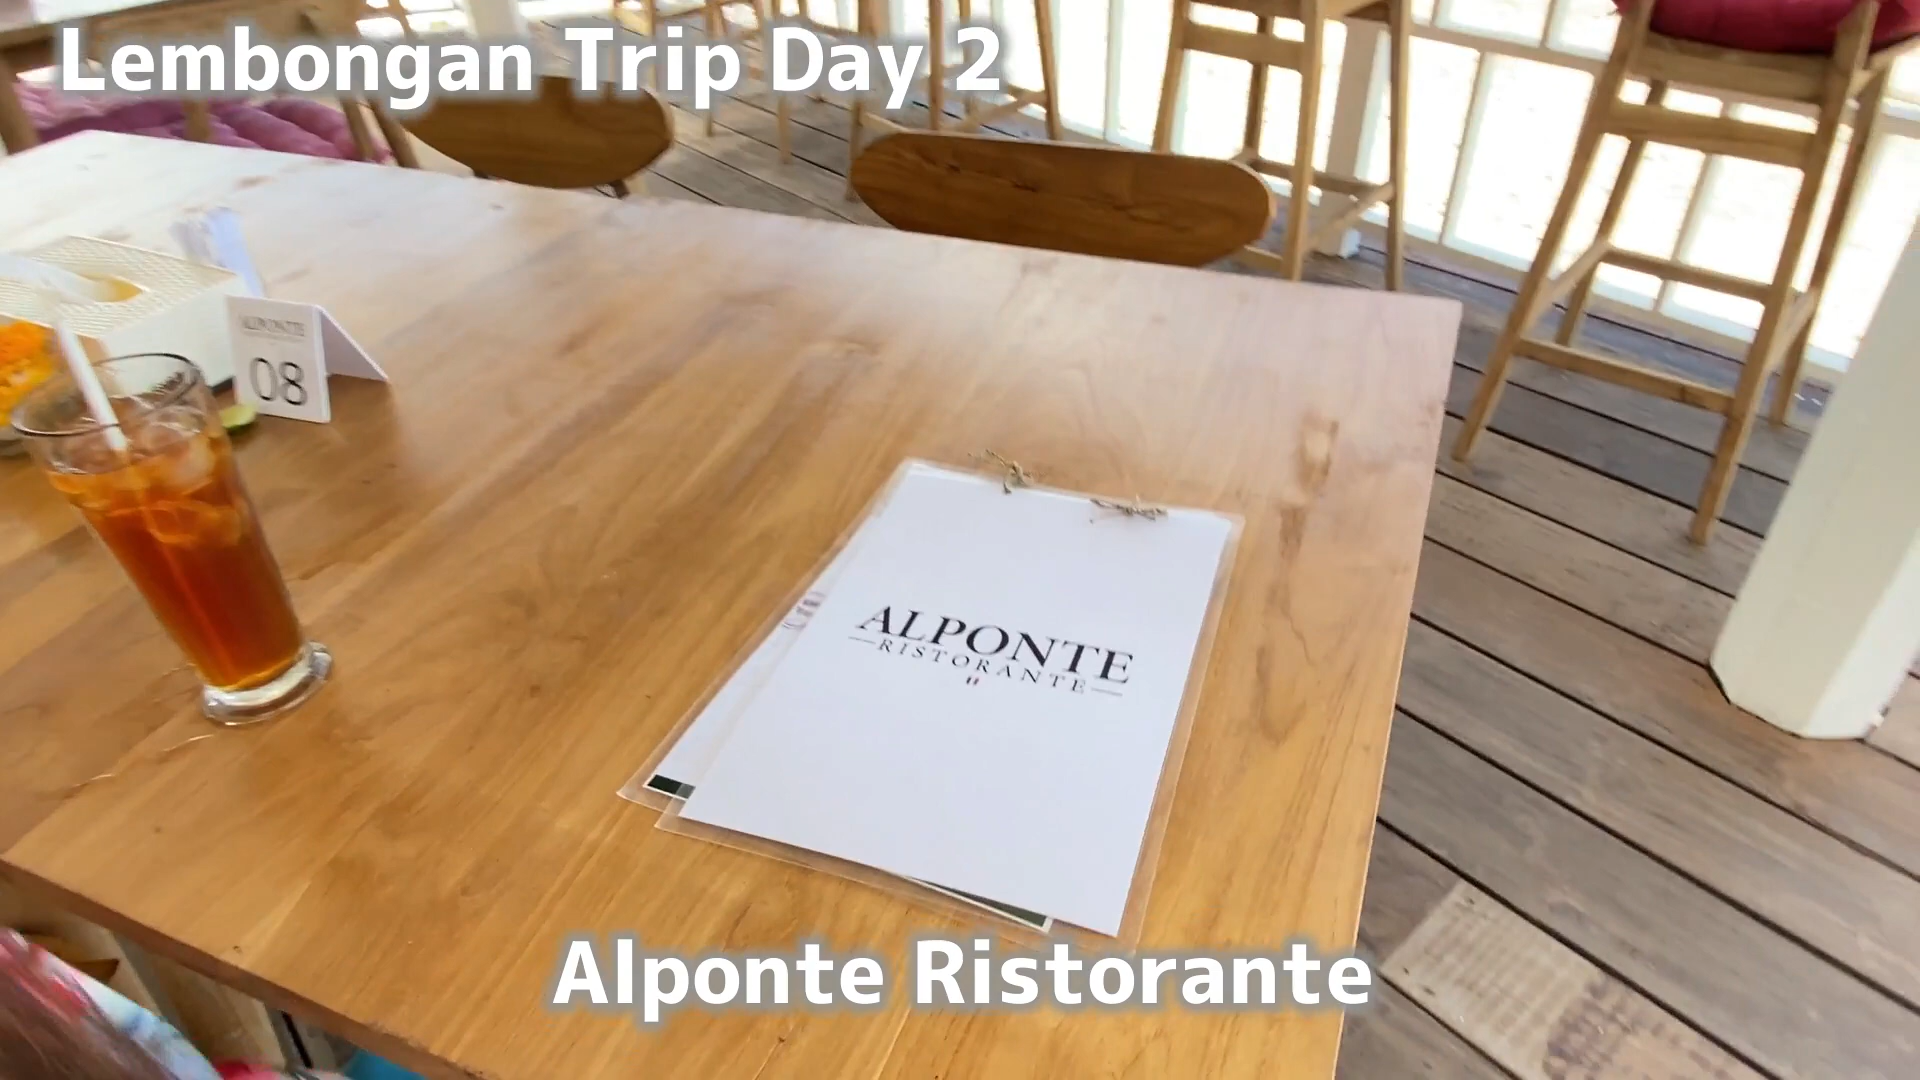 Lembongan Trip Day 2
ALPONTE
08
ALPONTE
RISTORANTE
Alponte Ristorante